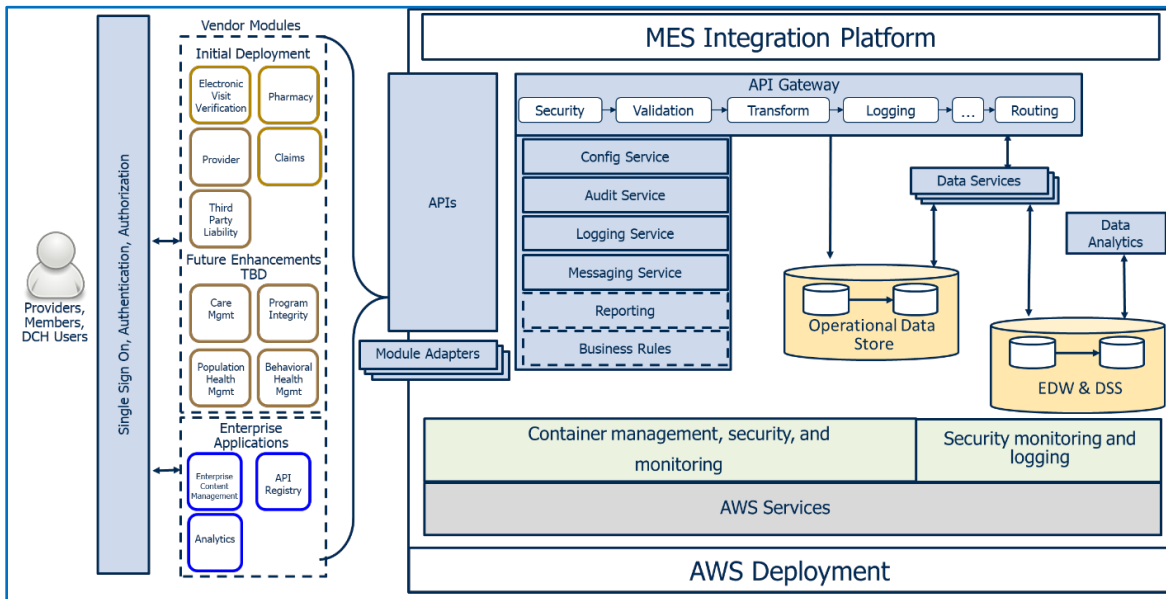 Vendor Modules
Initial Deployment
Electronic
Visit
Verification
Pharmacy
Provider
Claims
Third
Party
Liability
Future Enhancements
TBD
Care
Mgmt
Program
Integrity
Population
Health
Mgmt
Behavioral
Health
Mgmt
Enterprise
Applications
Enterprise
Content
Management
API
Registry
Analytics
Providers,
Members,
DCH Users
Single Sign On, Authentication, Authorization
MES Integration Platform
APIs
Module Adapters
API Gateway
Security
Validation
Transform
Logging
...
Routing
Config Service
Audit Service
Logging Service
Messaging Service
Reporting
Business Rules
Data Services
Data
Analytics
Operational Data
Store
EDW & DSS
Container management, security, and
monitoring
Security monitoring and
logging
AWS Services
AWS Deployment